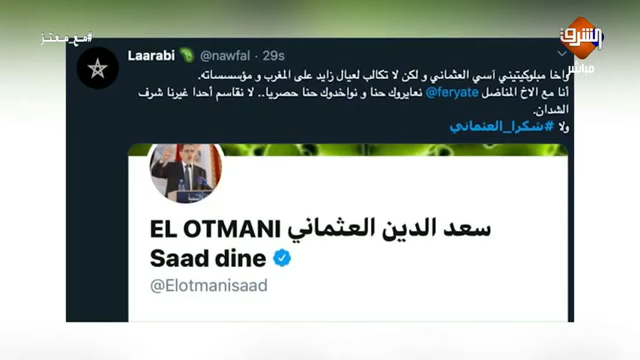 #مع_معتز
الشرق
مباشر
Laarabi @nawfal · 29s
واخا مبلوكيتيني أسي العثماني و لكن لا تكالب لعيال زايد على المغرب و مؤسسساته.
أنا مع الاخ المناضل @feryate نعايروك حنا و نواخدوك حنا حصريا.. لا نقاسم أحدا غيرنا شرف
الشدان.
ولا #شكرا_العثماني
EL OTMANI سعد الدين العثماني
Saad dine
@Elotmanisaad